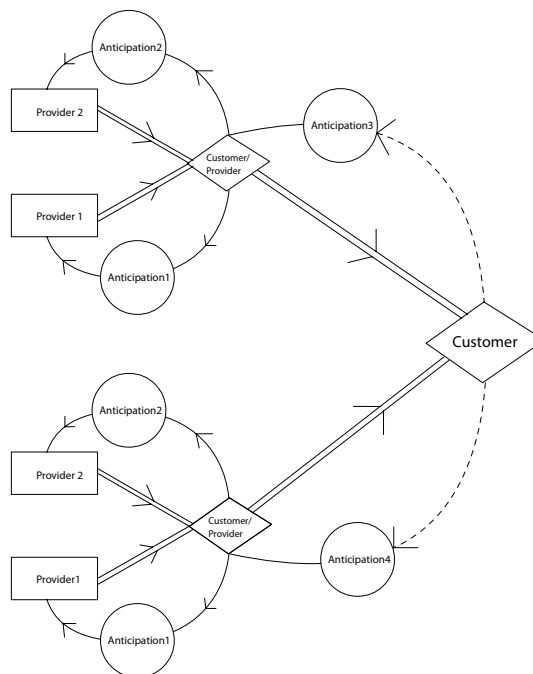 Anticipation2
Provider 2
Anticipation3
Customer/
Provider
Provider 1
Anticipation1
Customer
Anticipation2
Provider 2
Customer/
Provider
Anticipation4
Provider1
Anticipation1